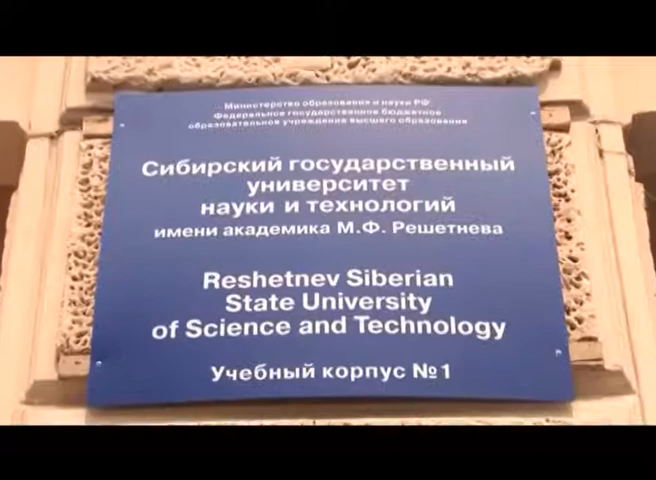 Министерство образования и науки РФ
Федеральное государственное бюджетное
образовательное учреждение высшего образования
Сибирский государственный
университет
науки и технологий
имени академика М.Ф. Решетнева
Reshetnev Siberian
State University
of Science and Technology
Учебный корпус №1